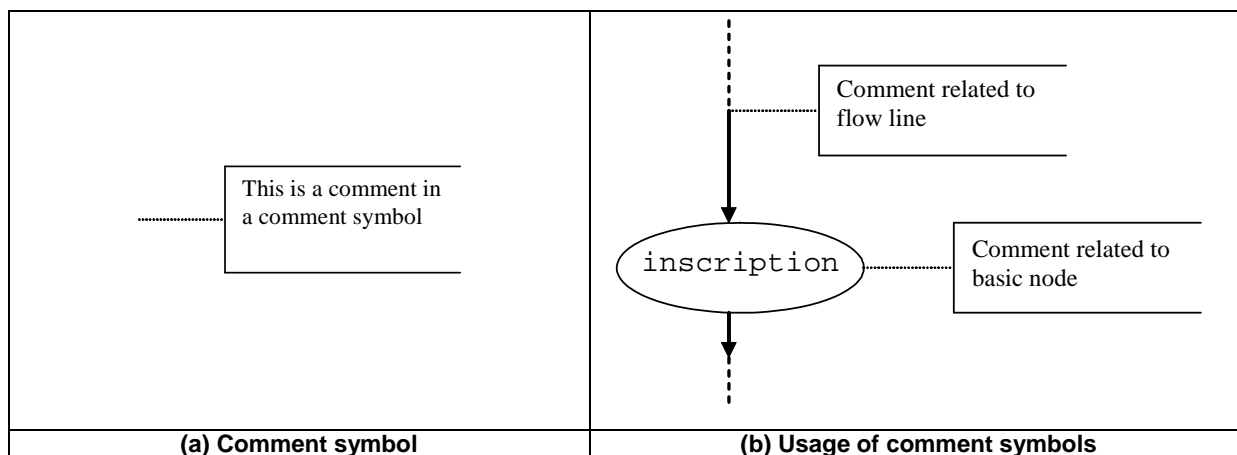 This is a comment in
a comment symbol
(a) Comment symbol
Comment related to
flow line
inscription
Comment related to
basic node
(b) Usage of comment symbols